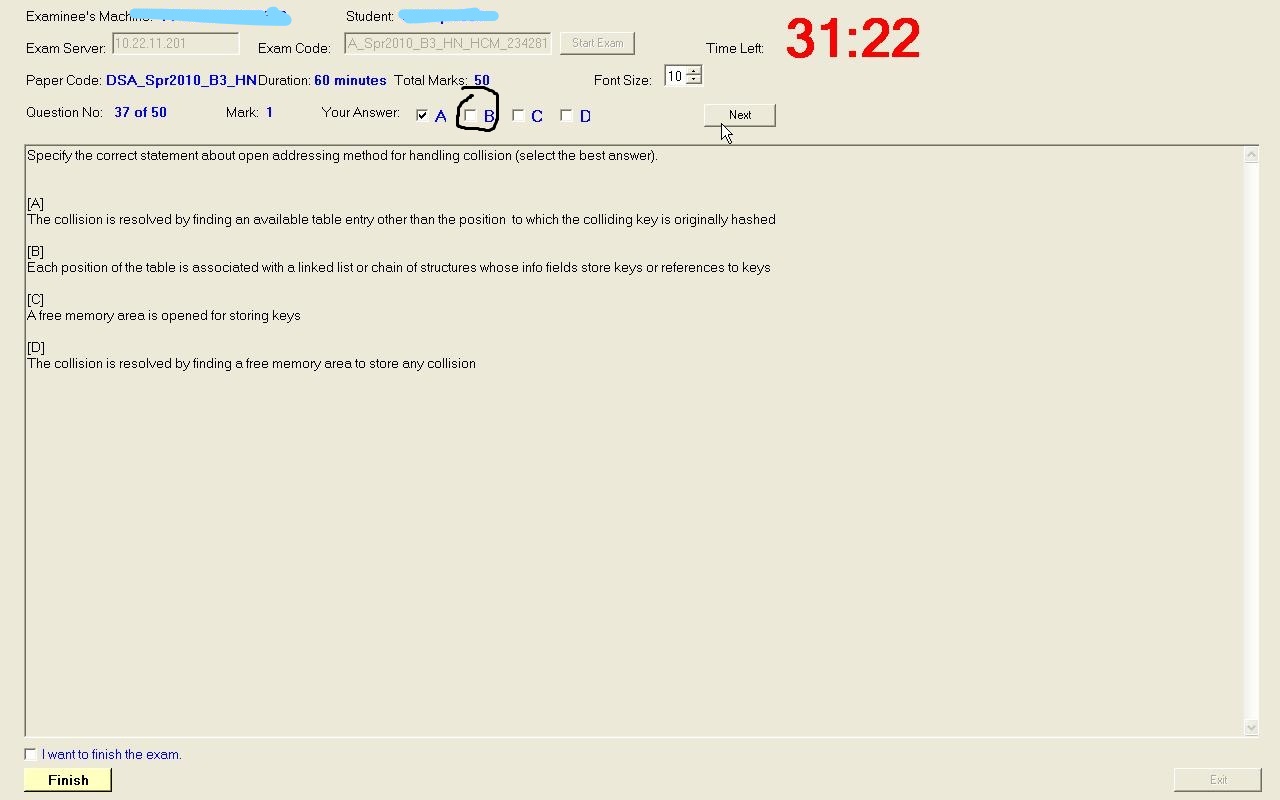 Examinee's Machine: Student:
Exam Server: 10.22.11.201 Exam Code: A_Spr2010_B3_HN_HCM_234281 Start Exam Time Left: 31:22
Paper Code: DSA_Spr2010_B3_HN Duration: 60 minutes Total Marks: 50 Font Size: 10
Question No: 37 of 50 Mark: 1 Your Answer: A B C D Next
Specify the correct statement about open addressing method for handling collision (select the best answer).
[A]
The collision is resolved by finding an available table entry other than the position to which the colliding key is originally hashed
[B]
Each position of the table is associated with a linked list or chain of structures whose info fields store keys or references to keys
[C]
A free memory area is opened for storing keys
[D]
The collision is resolved by finding a free memory area to store any collision
I want to finish the exam.
Finish Exit